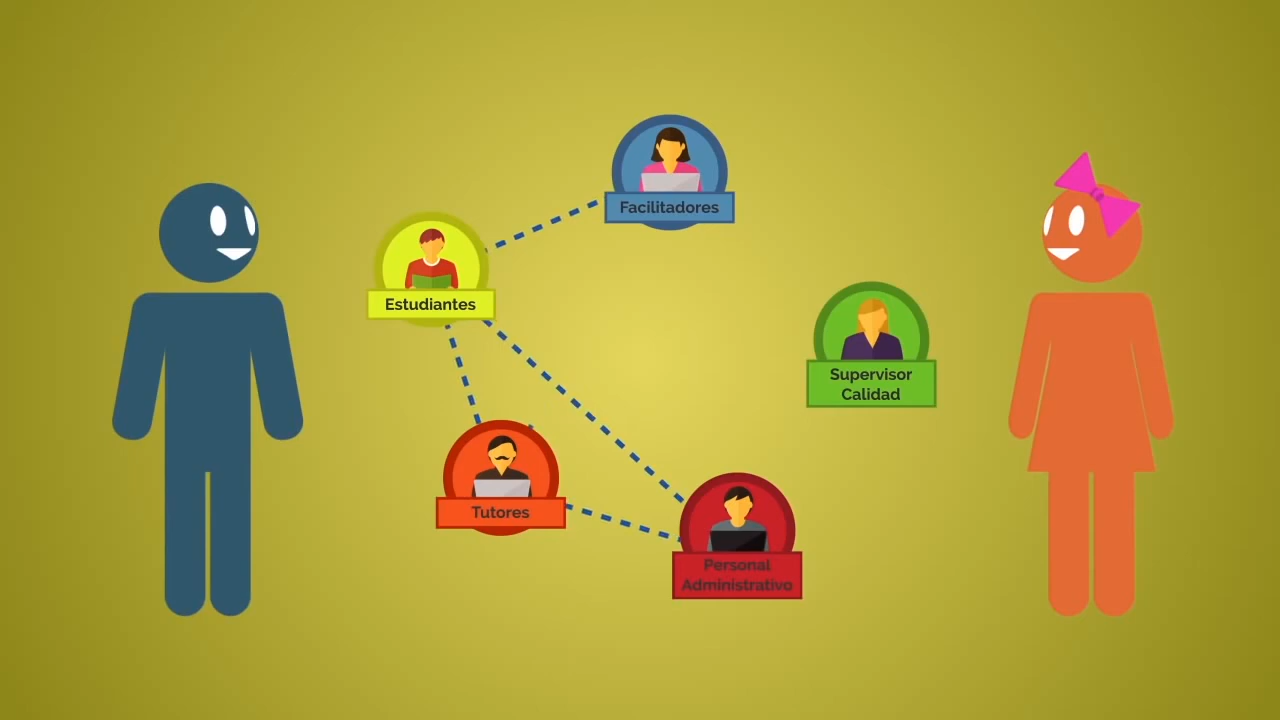 Facilitadores
Estudiantes
Supervisor
Calidad
Tutores
Personal
Administrativo